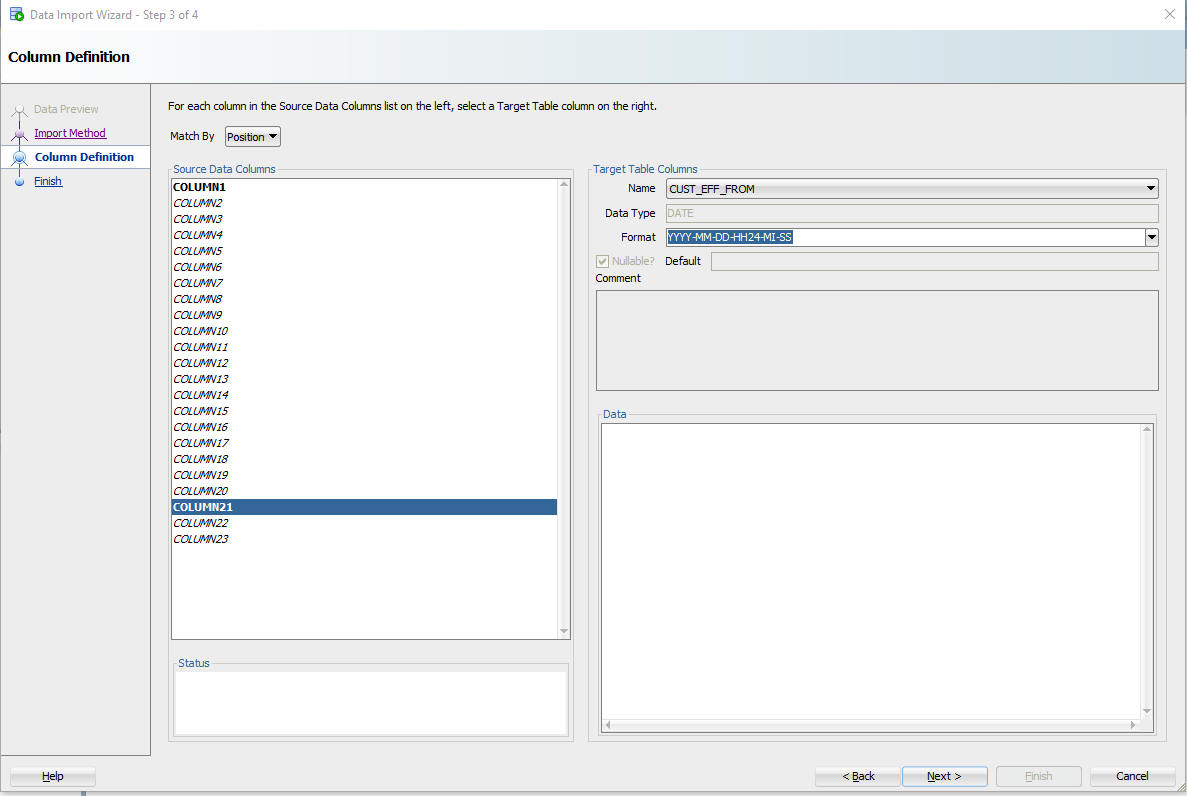 Data Import Wizard - Step 3 of 4
Column Definition
Data Preview
Import Method
Column Definition
Finish
For each column in the Source Data Columns list on the left, select a Target Table column on the right.
Match By Position
Source Data Columns
COLUMN1
COLUMN2
COLUMN3
COLUMN4
COLUMN5
COLUMN6
COLUMN7
COLUMN8
COLUMN9
COLUMN10
COLUMN11
COLUMN12
COLUMN13
COLUMN14
COLUMN15
COLUMN16
COLUMN17
COLUMN18
COLUMN19
COLUMN20
COLUMN21
COLUMN22
COLUMN23
Status
Target Table Columns
Name CUST_EFF_FROM
Data Type DATE
Format YYYY-MM-DD-HH24-MI-SS
Nullable? Default
Comment
Data
Help < Back Next > Finish Cancel